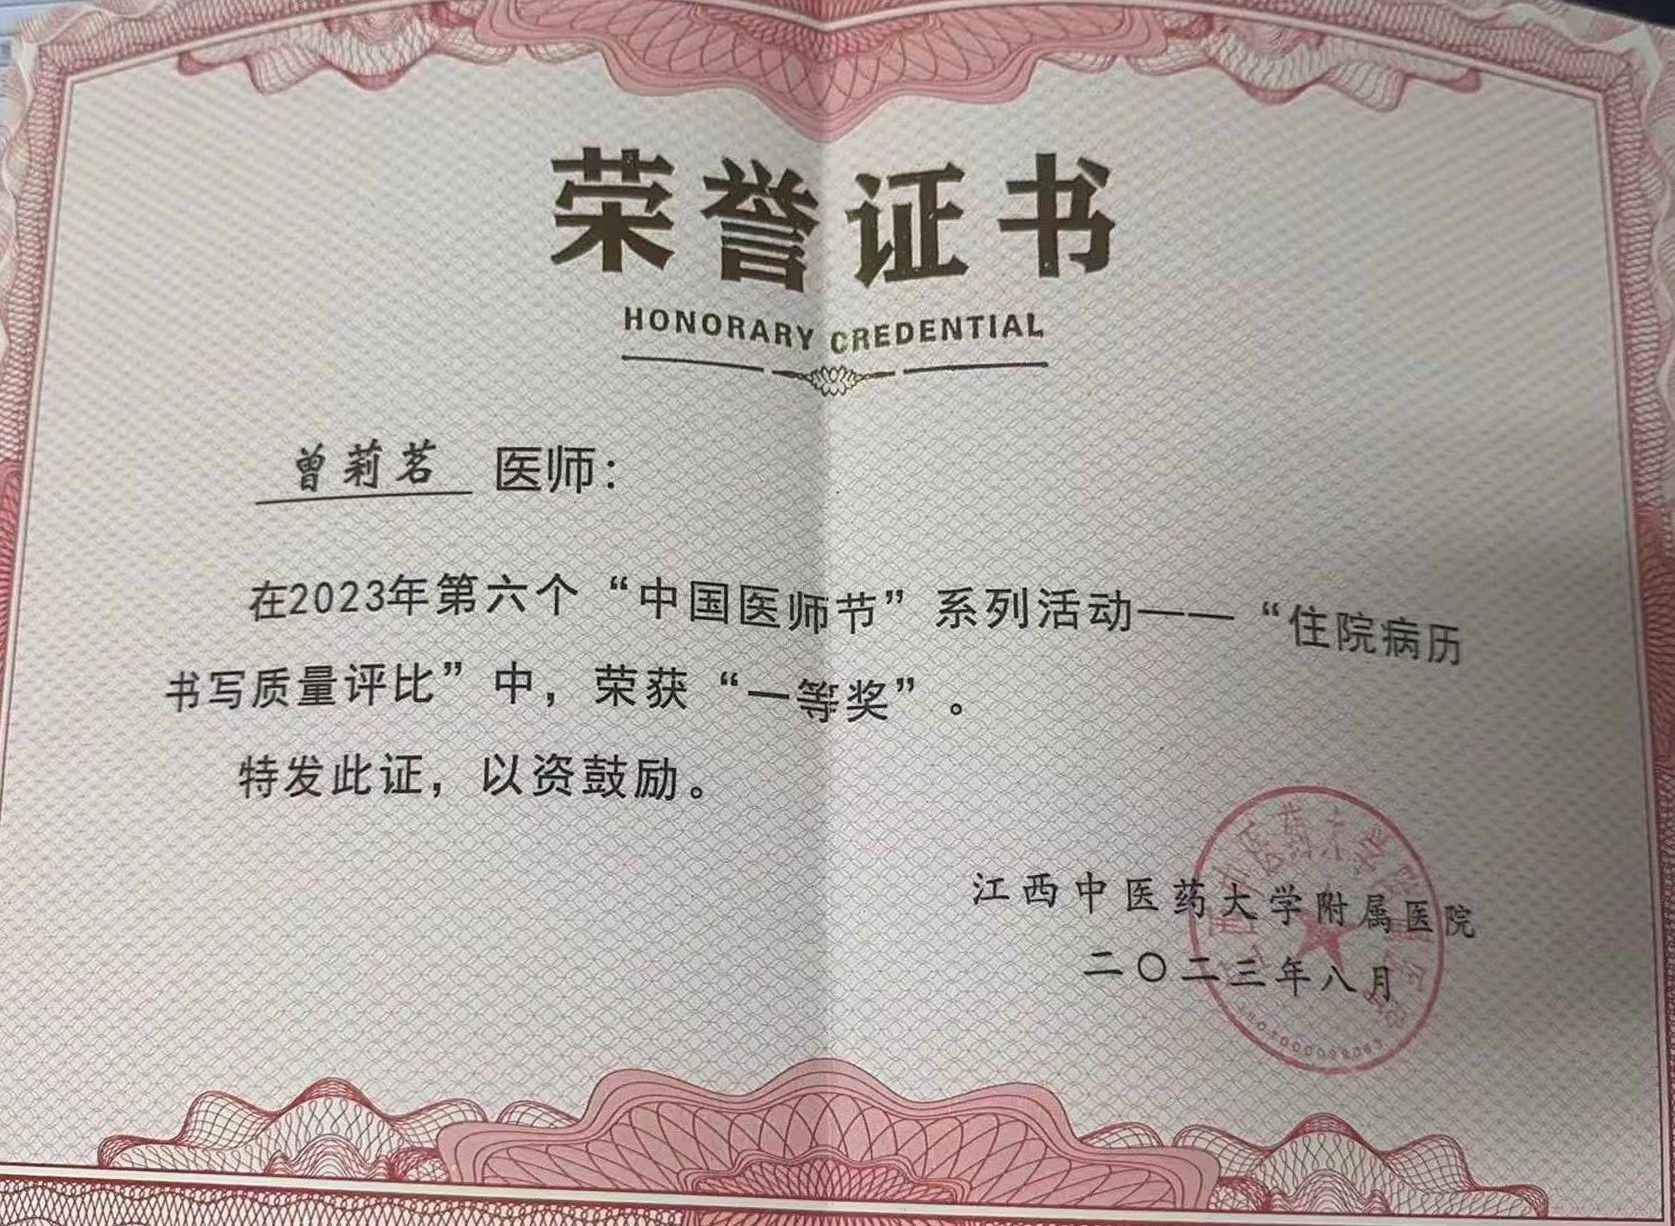 荣誉证书
HONORARY CREDENTIAL
曾莉茗 医师：
在2023年第六个“中国医师节”系列活动——“住院病历
书写质量评比”中，荣获“一等奖”。
特发此证，以资鼓励。
江西中医药大学附属医院
二〇二三年八月